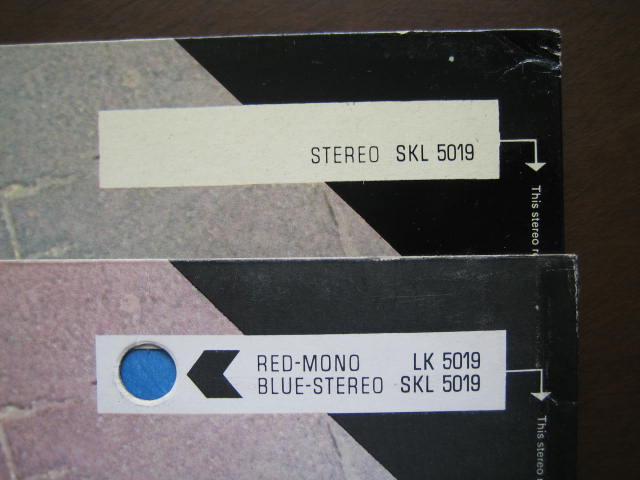 STEREO SKL 5019
This stereo
RED-MONO LK 5019
BLUE-STEREO SKL 5019
This stereo